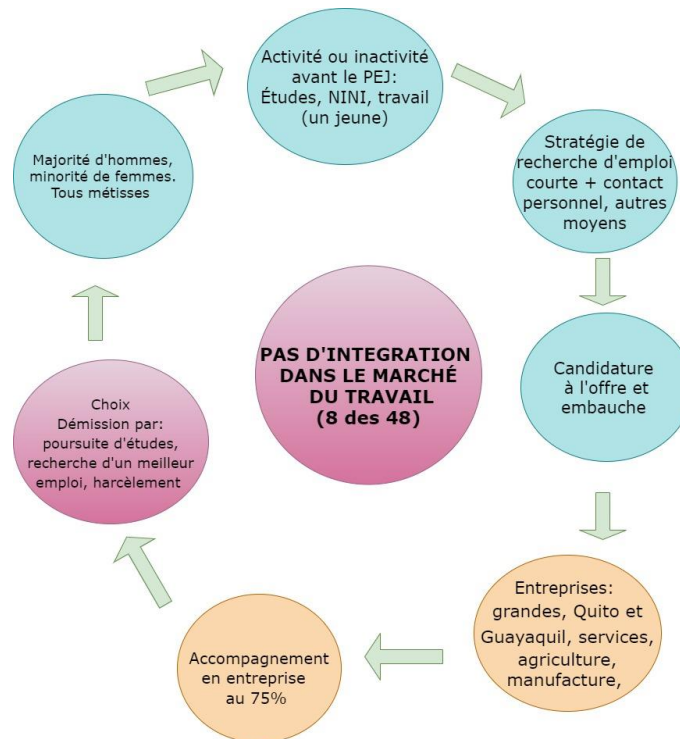 Activité ou inactivité
avant le PEJ:
Études, NINI, travail
(un jeune)
Stratégie de
recherche d'emploi
courte + contact
personnel, autres
moyens
Candidature
à l'offre et
embauche
Entreprises:
grandes, Quito et
Guayaquil, services,
agriculture,
manufacture,
Accompagnement
en entreprise
au 75%
Choix
Démission par:
poursuite d'études,
recherche d'un meilleur
emploi, harcèlement
Majorité d'hommes,
minorité de femmes.
Tous métisses
PAS D'INTEGRATION
DANS LE MARCHÉ
DU TRAVAIL
(8 des 48)